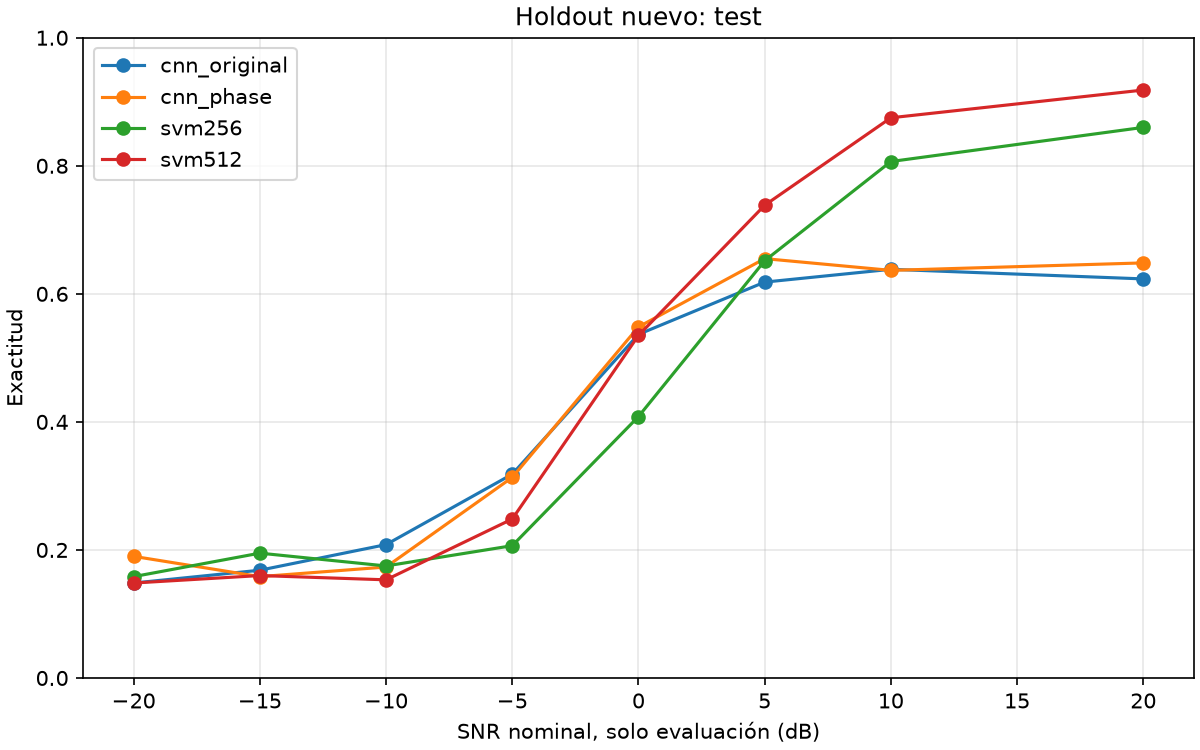 Holdout nuevo: test
cnn_original
cnn_phase
svm256
svm512
Exactitud
1.0
0.8
0.6
0.4
0.2
0.0
−20 −15 −10 −5 0 5 10 15 20
SNR nominal, solo evaluación (dB)